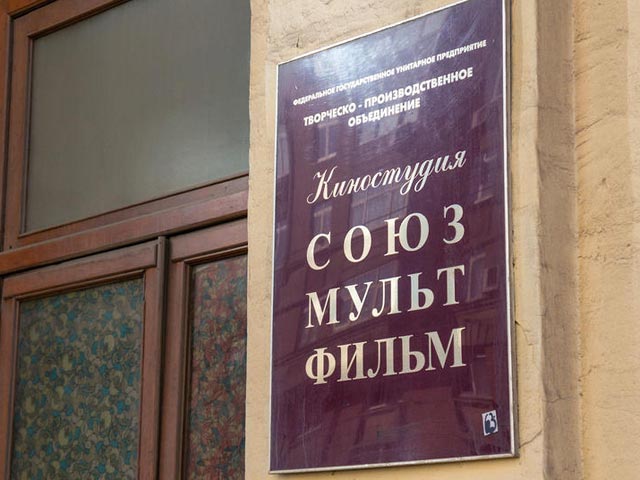 ФЕДЕРАЛЬНОЕ ГОСУДАРСТВЕННОЕ УНИТАРНОЕ ПРЕДПРИЯТИЕ
ТВОРЧЕСКО - ПРОИЗВОДСТВЕННОЕ
ОБЪЕДИНЕНИЕ
Киностудия
СОЮЗ
МУЛЬТ
ФИЛЬМ